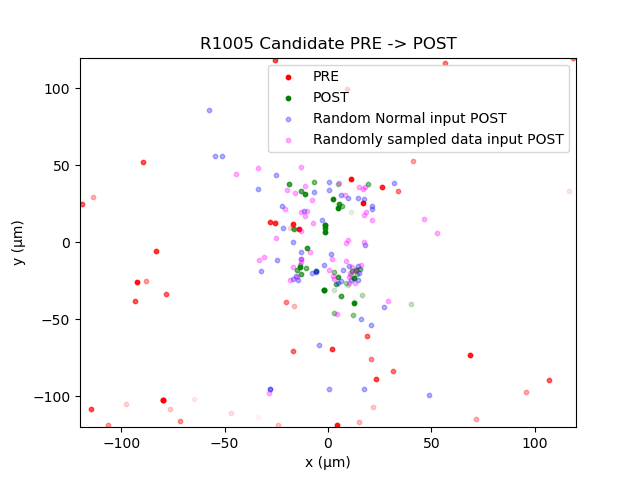 R1005 Candidate PRE -> POST
PRE
POST
Random Normal input POST
Randomly sampled data input POST
100
50
0
−50
−100
y (μm)
−100 −50 0 50 100
x (μm)